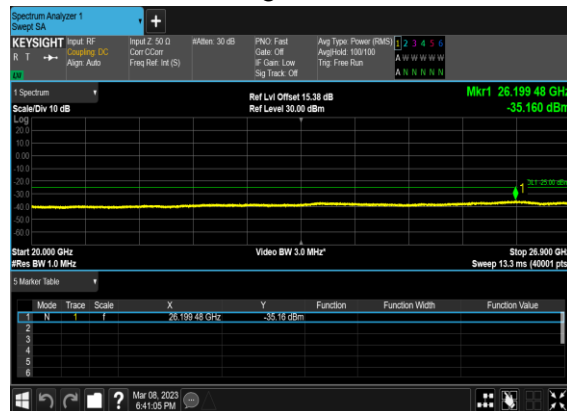 Spectrum Analyzer 1
Swept SA
+
KEYSIGHT Input: RF Input Z: 50 Ω #Atten: 30 dB PNO: Fast Avg Type: Power (RMS) 1 2 3 4 5 6
R T Coupling: DC Corr CCorr Gate: Off Avg|Hold: 100/100 A W W W W W
Align: Auto Freq Ref: Int (S) IF Gain: Low Trig: Free Run
Sig Track: Off A N N N N N
1 Spectrum Ref Lvl Offset 15.38 dB Mkr1 26.199 48 GHz
Scale/Div 10 dB Ref Level 30.00 dBm -35.160 dBm
Log
20.0
10.0
0.00
-10.0
-20.0
1 DL1 -25.00 dBm
-30.0
-40.0
-50.0
-60.0
Start 20.000 GHz Video BW 3.0 MHz* Stop 26.900 GHz
#Res BW 1.0 MHz Sweep 13.3 ms (40001 pts)
5 Marker Table
Mode Trace Scale X Y Function Function Width Function Value
1 N 1 f 26.199 48 GHz -35.16 dBm
2
3
4
5
6
? Mar 08, 2023
6:41:05 PM